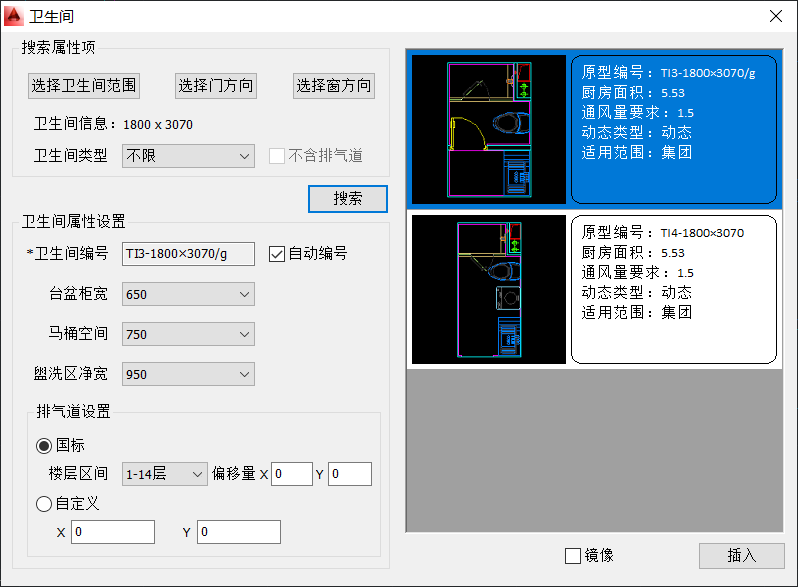 卫生间
搜索属性项
选择卫生间范围 选择门方向 选择窗方向
卫生间信息：1800 x 3070
卫生间类型 不限 不含排气道
搜索
卫生间属性设置
*卫生间编号 TI3-1800×3070/g 自动编号
台盆柜宽 650
马桶空间 750
盥洗区净宽 950
排气道设置
国标
楼层区间 1-14层 偏移量 X 0 Y 0
自定义
X 0 Y 0
原型编号：TI3-1800×3070/g
厨房面积：5.53
通风量要求：1.5
动态类型：动态
适用范围：集团
原型编号：TI4-1800×3070
厨房面积：5.53
通风量要求：1.5
动态类型：动态
适用范围：集团
镜像 插入